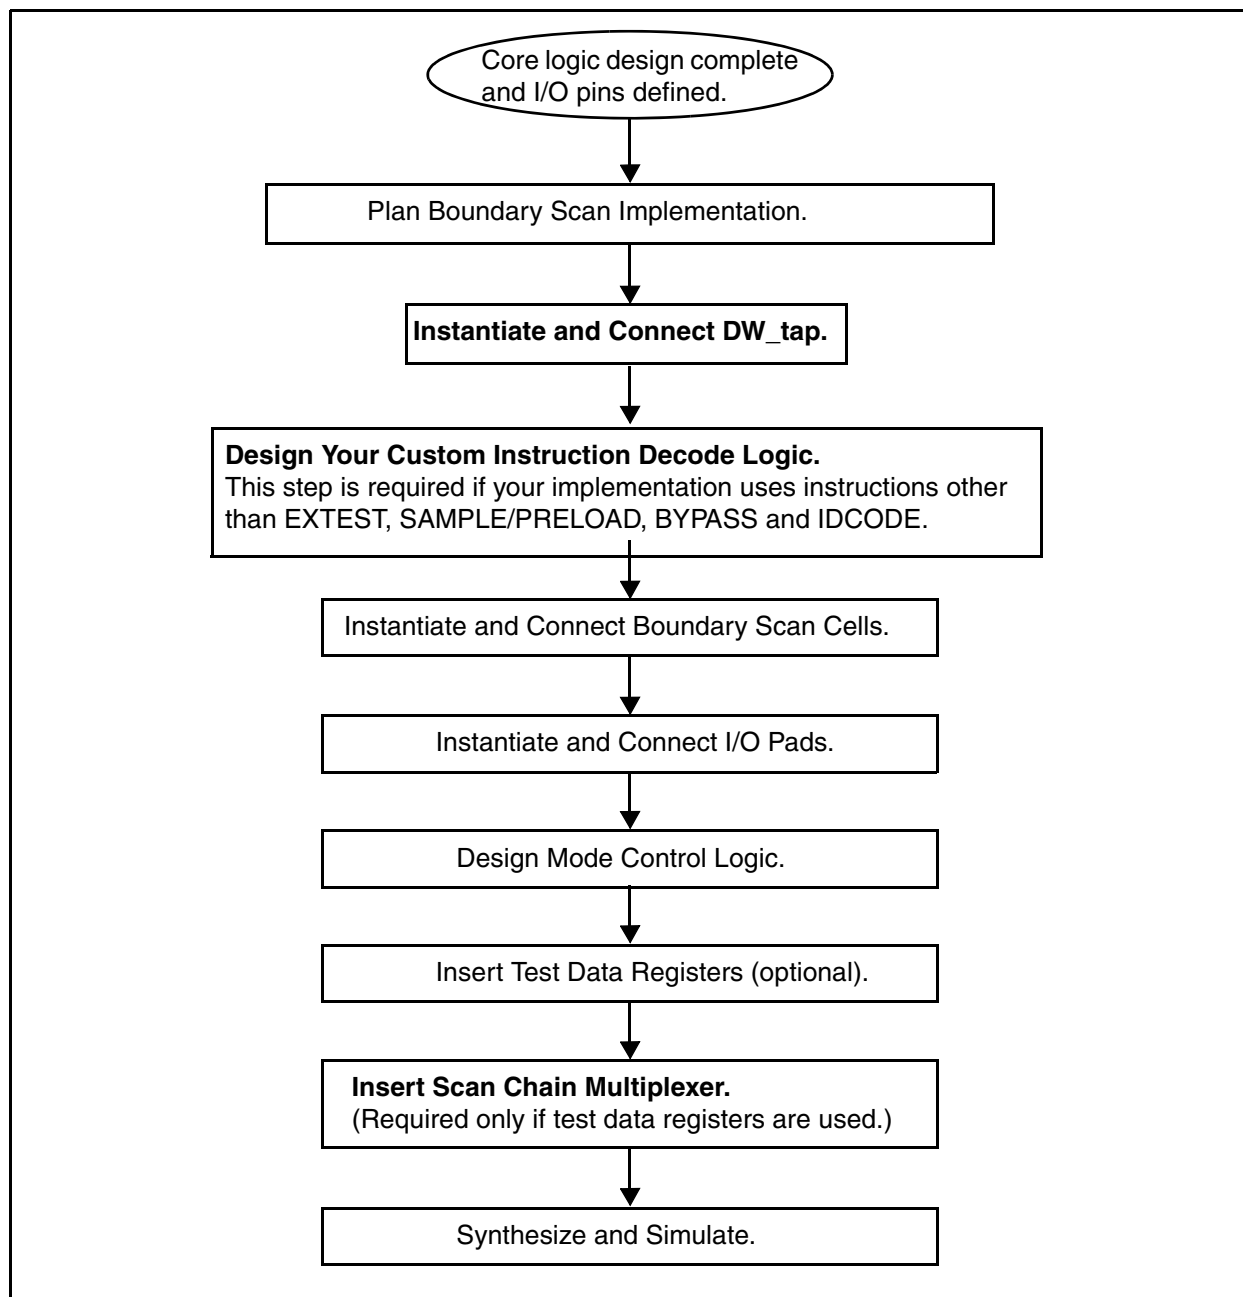 Core logic design complete
and I/O pins defined.
Plan Boundary Scan Implementation.
Instantiate and Connect DW_tap.
Design Your Custom Instruction Decode Logic.
This step is required if your implementation uses instructions other
than EXTEST, SAMPLE/PRELOAD, BYPASS and IDCODE.
Instantiate and Connect Boundary Scan Cells.
Instantiate and Connect I/O Pads.
Design Mode Control Logic.
Insert Test Data Registers (optional).
Insert Scan Chain Multiplexer.
(Required only if test data registers are used.)
Synthesize and Simulate.